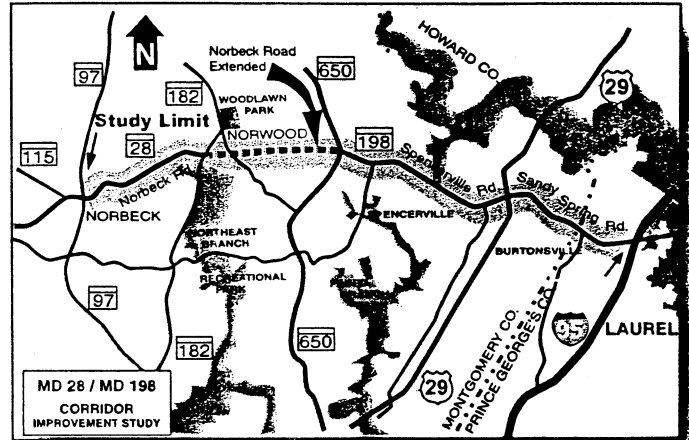 HOWARD CO.
N
Norbeck Road
Extended
650
29
97
182
WOODLAWN
PARK
Study Limit
NORWOOD
198
115
28
Norbeck Rd.
Spencerville Rd.
Sandy
Spring
Rd.
NORBECK
ENCERVILLE
NORTHEAST
BRANCH
RECREATIONAL
PARK
BURTONSVILLE
97
182
650
29
MONTGOMERY CO.
PRINCE GEORGE'S CO.
LAUREL
MD 28 / MD 198
CORRIDOR
IMPROVEMENT STUDY